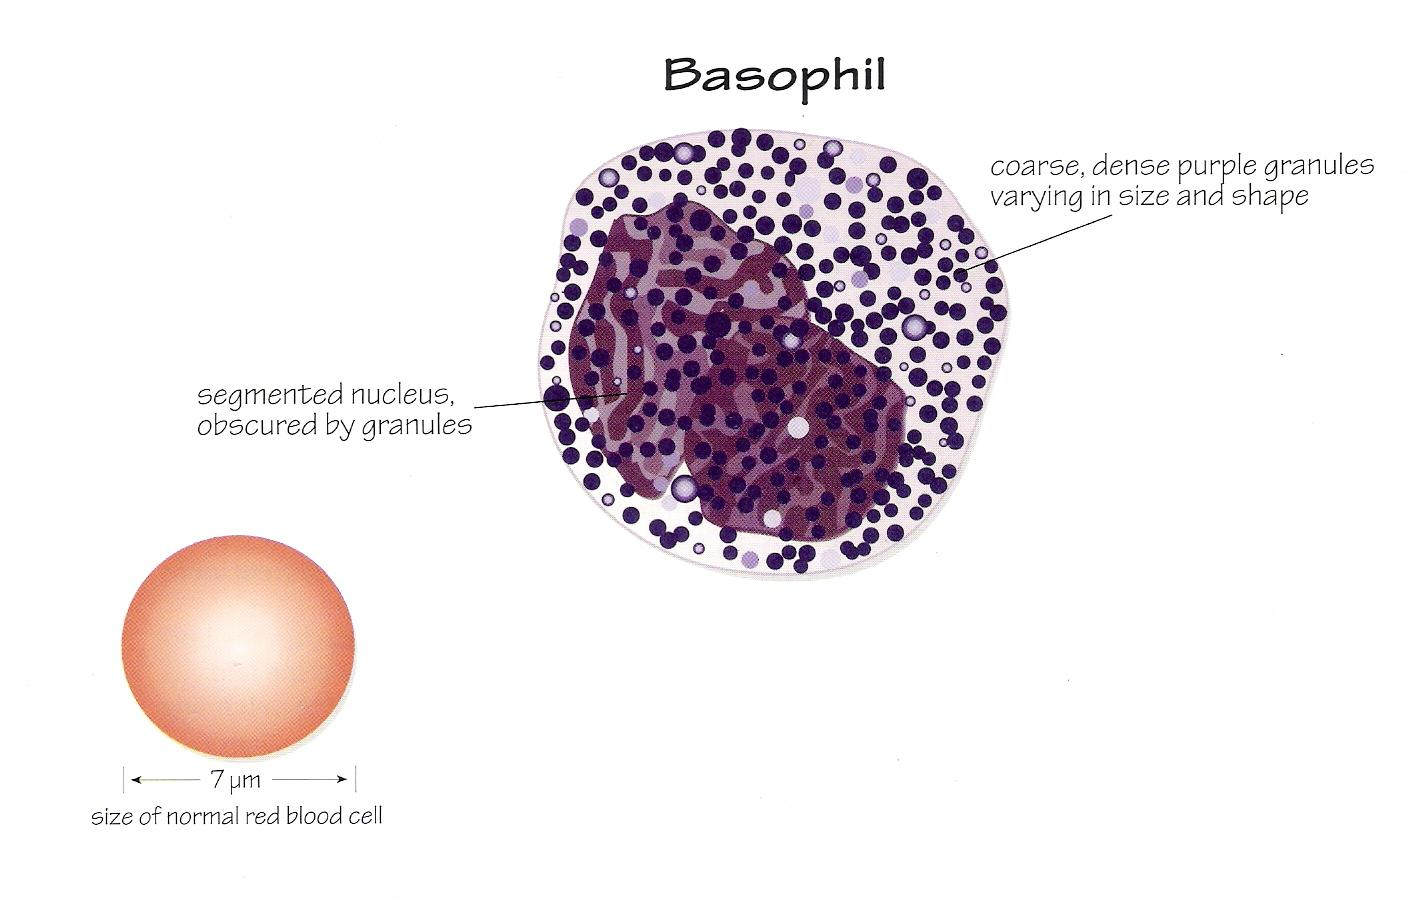 Basophil
coarse, dense purple granules
varying in size and shape
segmented nucleus,
obscured by granules
7 µm
size of normal red blood cell